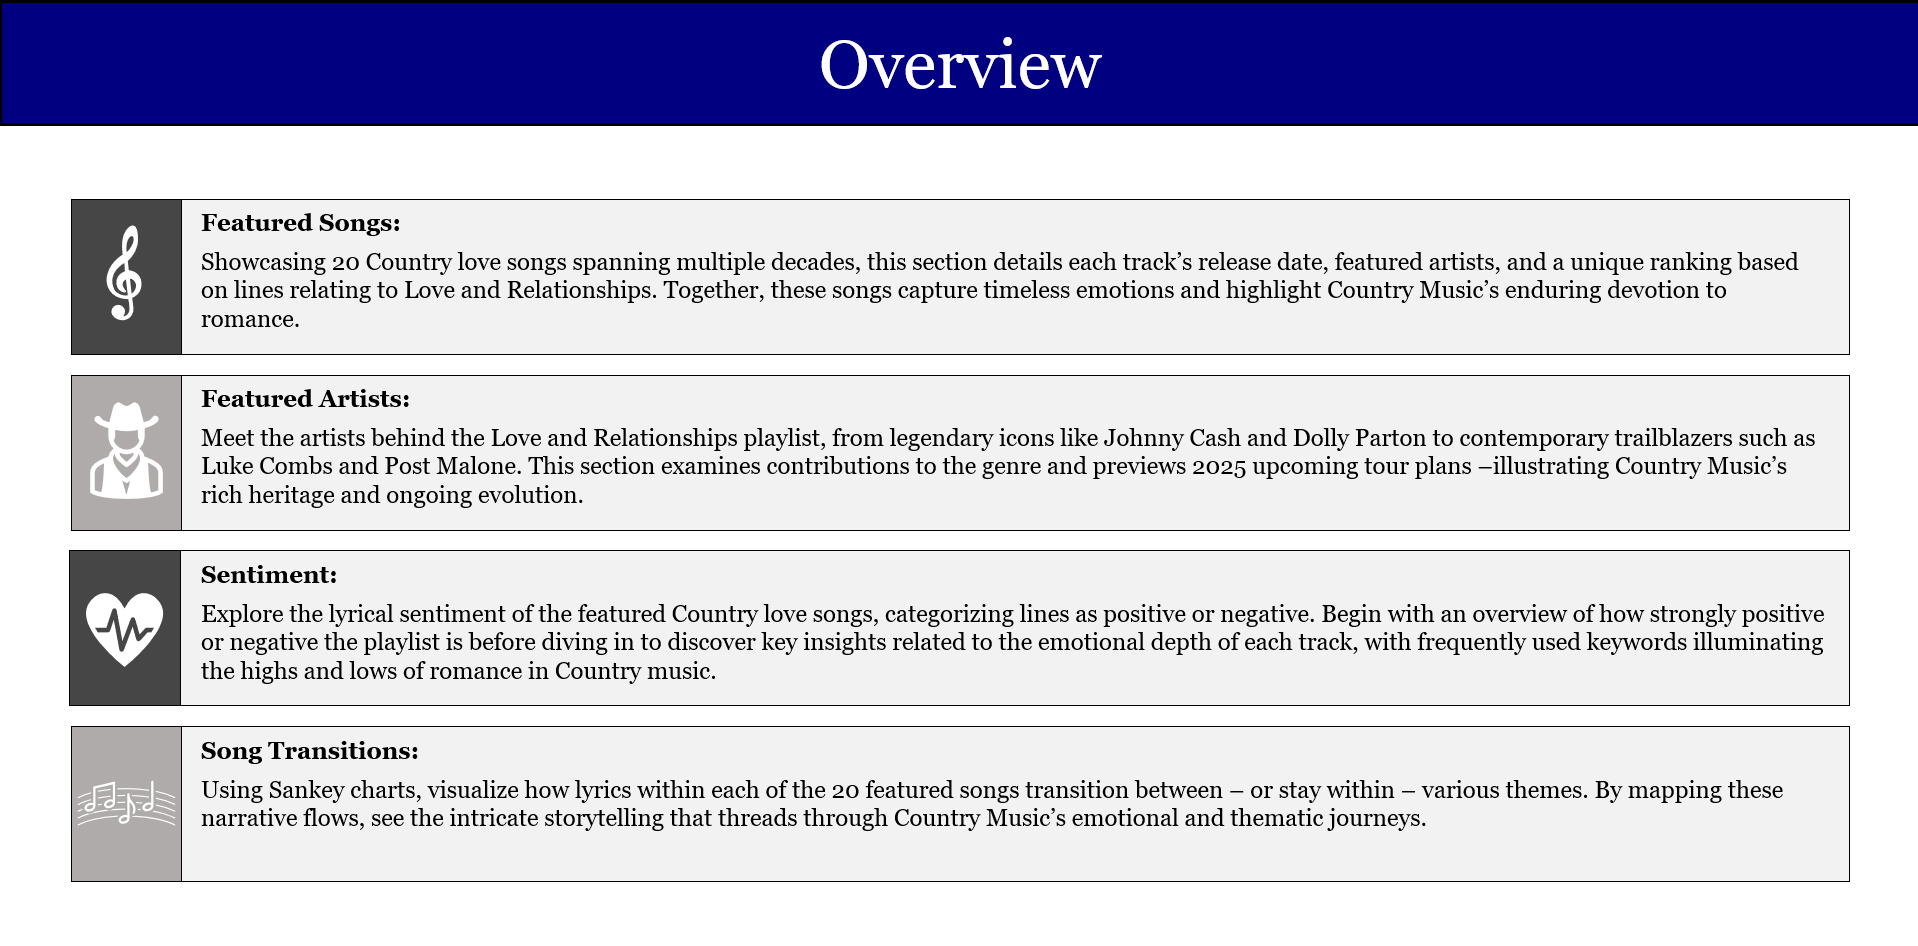 Overview
Featured Songs:
Showcasing 20 Country love songs spanning multiple decades, this section details each track’s release date, featured artists, and a unique ranking based
on lines relating to Love and Relationships. Together, these songs capture timeless emotions and highlight Country Music’s enduring devotion to
romance.
Featured Artists:
Meet the artists behind the Love and Relationships playlist, from legendary icons like Johnny Cash and Dolly Parton to contemporary trailblazers such as
Luke Combs and Post Malone. This section examines contributions to the genre and previews 2025 upcoming tour plans –illustrating Country Music’s
rich heritage and ongoing evolution.
Sentiment:
Explore the lyrical sentiment of the featured Country love songs, categorizing lines as positive or negative. Begin with an overview of how strongly positive
or negative the playlist is before diving in to discover key insights related to the emotional depth of each track, with frequently used keywords illuminating
the highs and lows of romance in Country music.
Song Transitions:
Using Sankey charts, visualize how lyrics within each of the 20 featured songs transition between – or stay within – various themes. By mapping these
narrative flows, see the intricate storytelling that threads through Country Music’s emotional and thematic journeys.